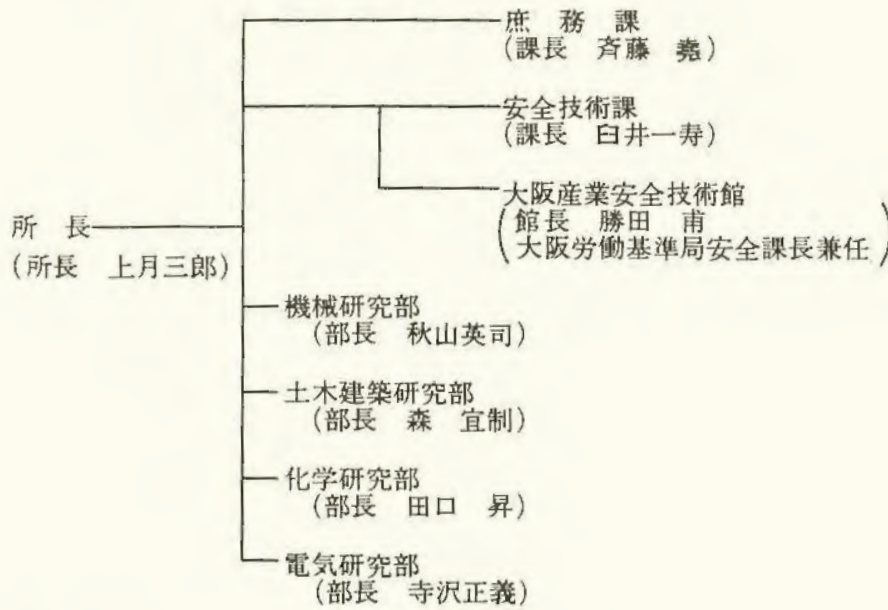 庶務課
(課長 斉藤 堯)
安全技術課
(課長 臼井一寿)
大阪産業安全技術館
(館長 勝田 甫
大阪労働基準局安全課長兼任)
所長
(所長 上月三郎)
機械研究部
(部長 秋山英司)
土木建築研究部
(部長 森 宜制)
化学研究部
(部長 田口 昇)
電気研究部
(部長 寺沢正義)